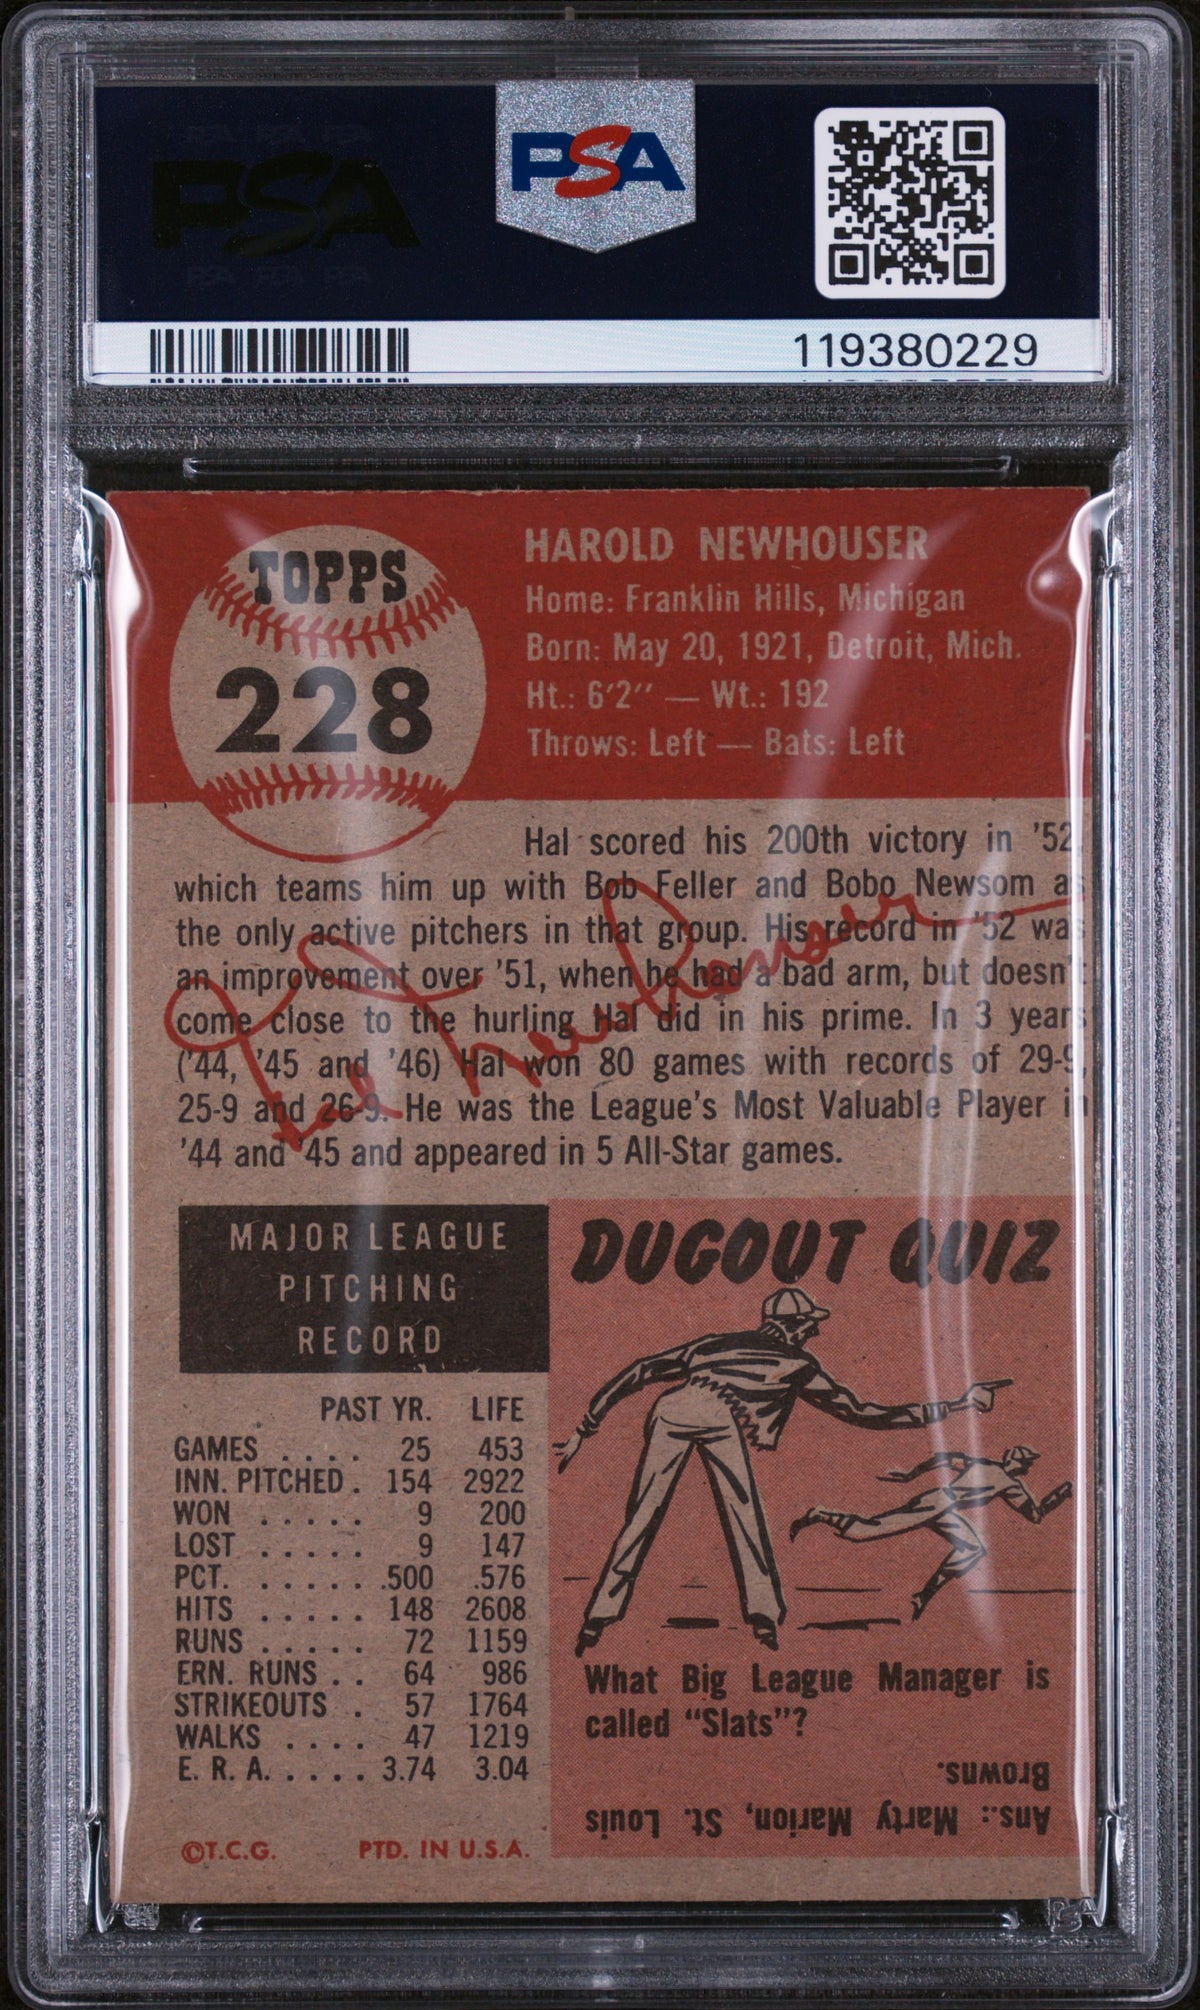 PSA
PSA
119380229
TOPPS
228
HAROLD NEWHOUSER
Home: Franklin Hills, Michigan
Born: May 20, 1921, Detroit, Mich.
Ht.: 6'2" — Wt.: 192
Throws: Left — Bats: Left
Hal scored his 200th victory in '52,
which teams him up with Bob Feller and Bobo Newsom as
the only active pitchers in that group. His record in '52 was
an improvement over '51, when he had a bad arm, but doesn't
come close to the hurling Hal did in his prime. In 3 years
('44, '45 and '46) Hal won 80 games with records of 29-9,
25-9 and 26-9. He was the League's Most Valuable Player in
'44 and '45 and appeared in 5 All-Star games.
Hal Newhouser
MAJOR LEAGUE
PITCHING
RECORD
PAST YR. LIFE
GAMES . . . . 25 453
INN. PITCHED . 154 2922
WON . . . . . 9 200
LOST . . . . . 9 147
PCT. . . . . . .500 .576
HITS . . . . . 148 2608
RUNS . . . . . 72 1159
ERN. RUNS . . 64 986
STRIKEOUTS . 57 1764
WALKS . . . . 47 1219
E. R. A. . . . . 3.74 3.04
©T.C.G. PTD. IN U.S.A.
DUGOUT QUIZ
What Big League Manager is
called "Slats"?
Ans.: Marty Marion, St. Louis
Browns.